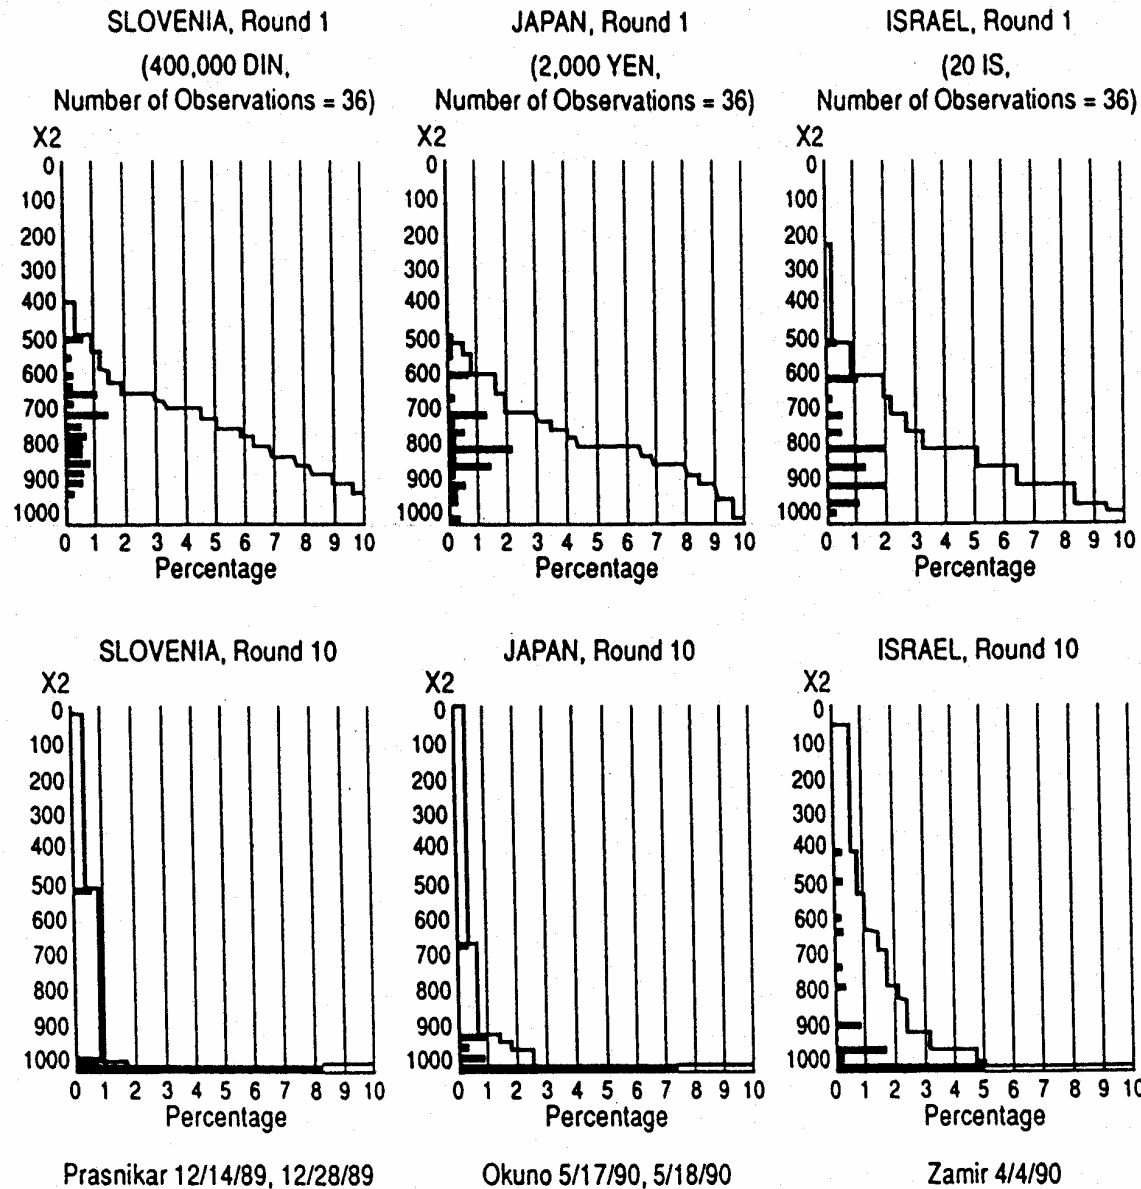 SLOVENIA, Round 1
(400,000 DIN,
Number of Observations = 36)
X2
0
100
200
300
400
500
600
700
800
900
1000
0 1 2 3 4 5 6 7 8 9 10
Percentage
JAPAN, Round 1
(2,000 YEN,
Number of Observations = 36)
X2
0
100
200
300
400
500
600
700
800
900
1000
0 1 2 3 4 5 6 7 8 9 10
Percentage
ISRAEL, Round 1
(20 IS,
Number of Observations = 36)
X2
0
100
200
300
400
500
600
700
800
900
1000
0 1 2 3 4 5 6 7 8 9 10
Percentage
SLOVENIA, Round 10
X2
0
100
200
300
400
500
600
700
800
900
1000
0 1 2 3 4 5 6 7 8 9 10
Percentage
Prasnikar 12/14/89, 12/28/89
JAPAN, Round 10
X2
0
100
200
300
400
500
600
700
800
900
1000
0 1 2 3 4 5 6 7 8 9 10
Percentage
Okuno 5/17/90, 5/18/90
ISRAEL, Round 10
X2
0
100
200
300
400
500
600
700
800
900
1000
0 1 2 3 4 5 6 7 8 9 10
Percentage
Zamir 4/4/90